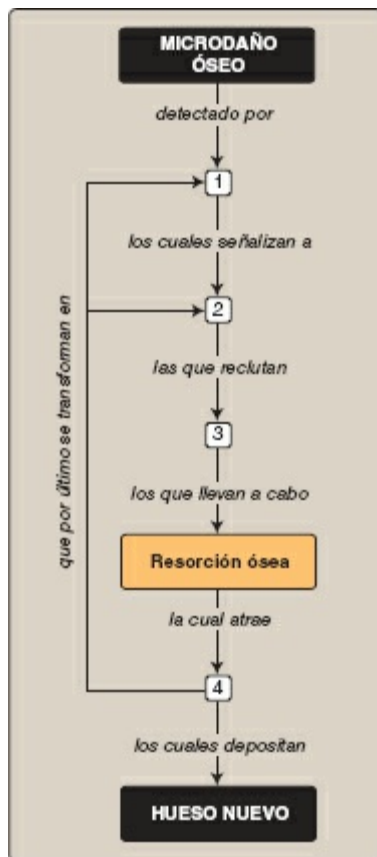 MICRODAÑO
ÓSEO
detectado por
1
los cuales señalizan a
2
las que reclutan
3
los que llevan a cabo
Resorción ósea
la cual atrae
4
los cuales depositan
HUESO NUEVO
que por último se transforman en